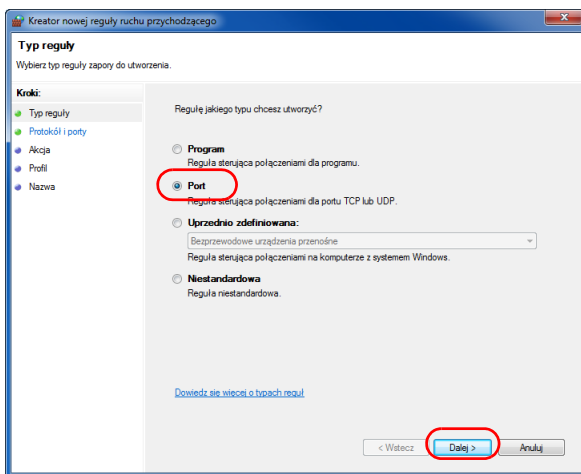 Kreator nowej reguły ruchu przychodzącego
Typ reguły
Wybierz typ reguły zapory do utworzenia.
Kroki:
Typ reguły
Protokół i porty
Akcja
Profil
Nazwa
Regułę jakiego typu chcesz utworzyć?
Program
Reguła sterująca połączeniami dla programu.
Port
Reguła sterująca połączeniami dla portu TCP lub UDP.
Uprzednio zdefiniowana:
Bezprzewodowe urządzenia przenośne
Reguła sterująca połączeniami na komputerze z systemem Windows.
Niestandardowa
Reguła niestandardowa.
Dowiedz się więcej o typach reguł
< Wstecz
Dalej >
Anuluj